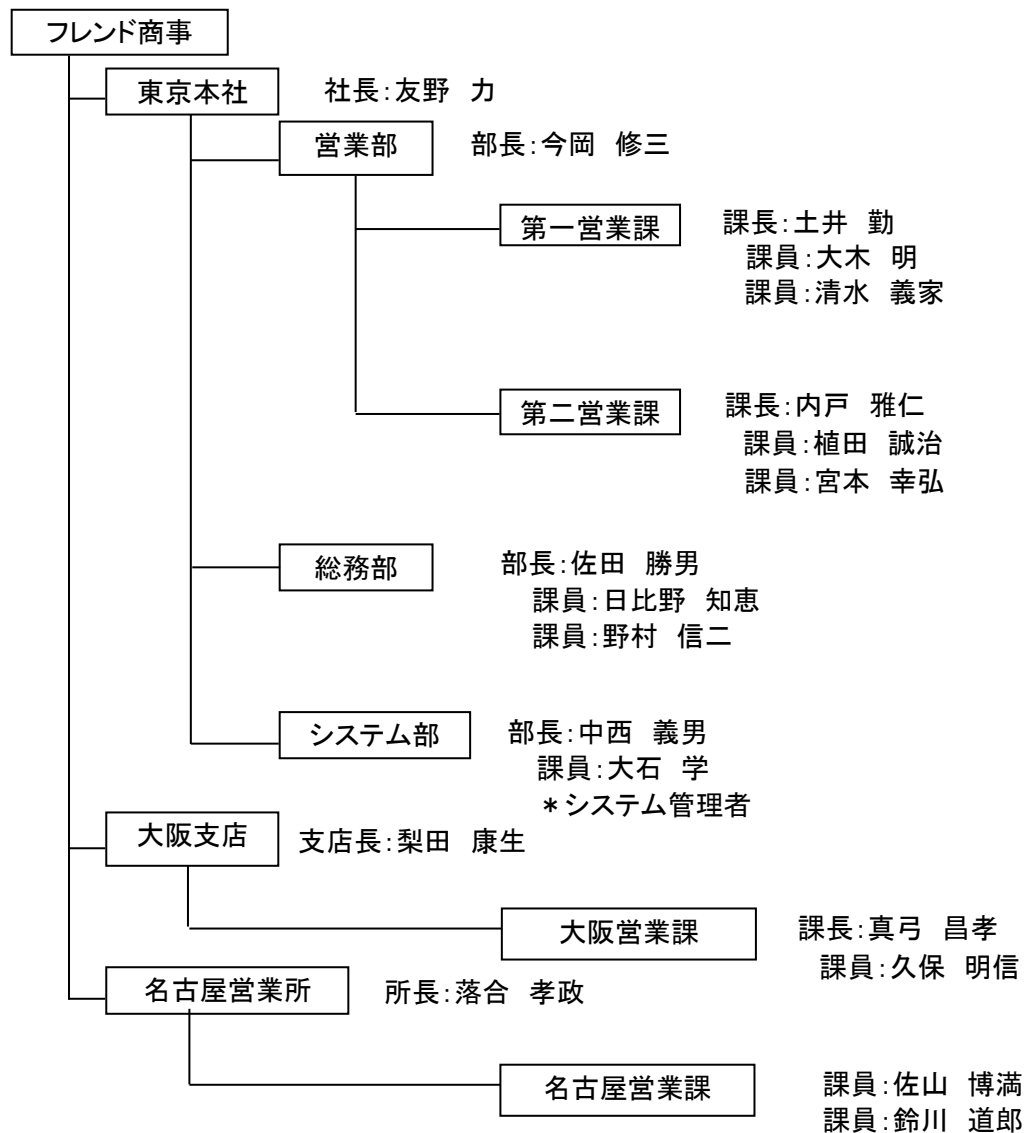 フレンド商事
東京本社 社長:友野 力
営業部 部長:今岡 修三
第一営業課 課長:土井 勤
課員:大木 明
課員:清水 義家
第二営業課 課長:内戸 雅仁
課員:植田 誠治
課員:宮本 幸弘
総務部 部長:佐田 勝男
課員:日比野 知恵
課員:野村 信二
システム部 部長:中西 義男
課員:大石 学
*システム管理者
大阪支店 支店長:梨田 康生
大阪営業課 課長:真弓 昌孝
課員:久保 明信
名古屋営業所 所長:落合 孝政
名古屋営業課 課員:佐山 博満
課員:鈴川 道郎